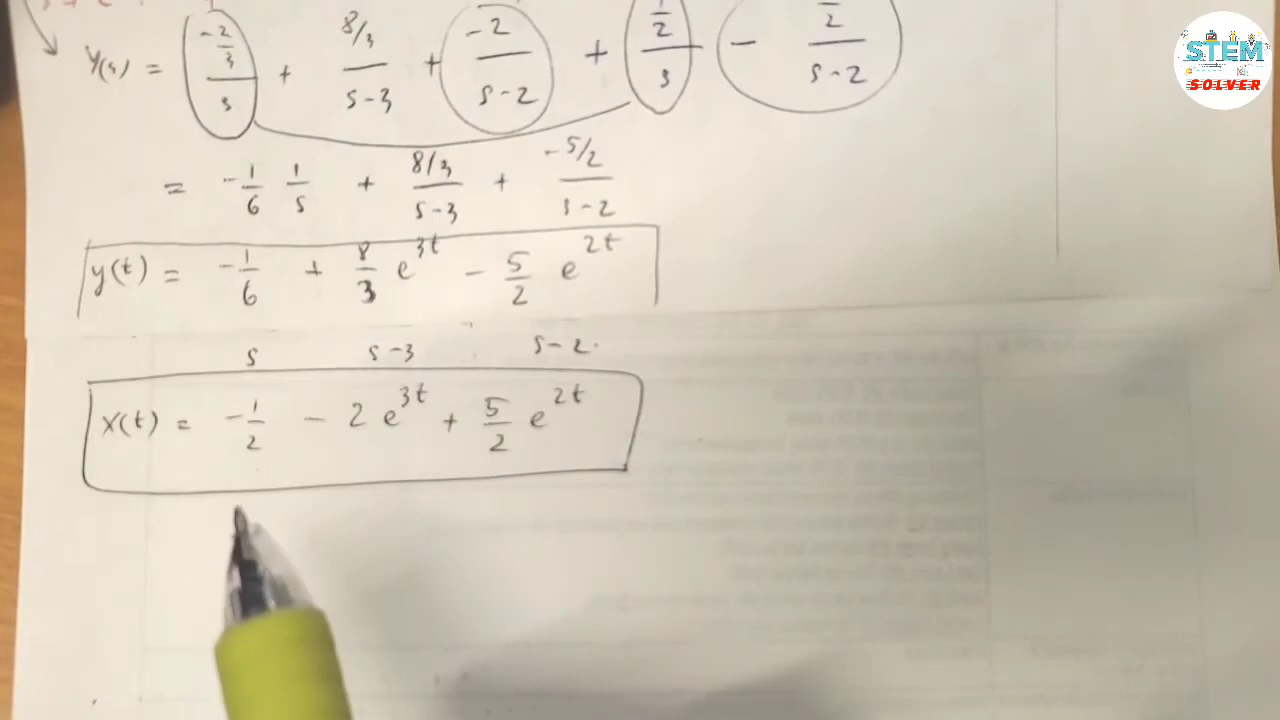 STEM
SOLVER
Y(s) = (-2/3)/s + (8/3)/(s-3) + -2/(s-2) + (1/2)/s - (1/2)/(s-2)
= -1/6 1/s + (8/3)/(s-3) + (-5/2)/(s-2)
y(t) = -1/6 + 8/3 e^3t - 5/2 e^2t
s s-3 s-2
x(t) = -1/2 - 2 e^3t + 5/2 e^2t